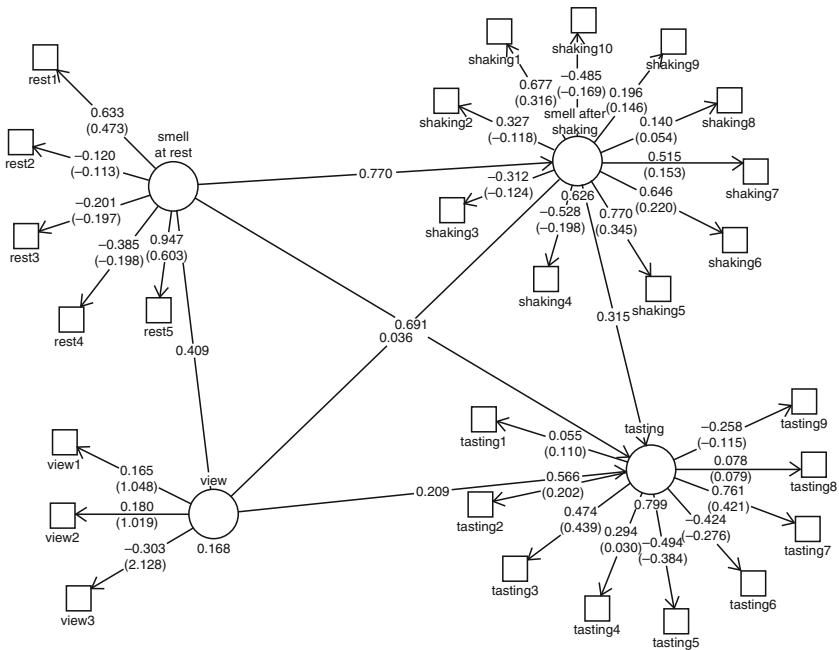 rest1
0.633
(0.473)
rest2
−0.120
(−0.113)
rest3
−0.201
(−0.197)
rest4
−0.385
(−0.198)
rest5
0.947
(0.603)
smell
at rest
0.770
0.409
0.691
0.036
shaking1
0.677
(0.316)
shaking10
−0.485
(−0.169)
shaking9
0.196
(0.146)
shaking2
0.327
(−0.118)
smell after
shaking
shaking8
0.140
(0.054)
shaking7
0.515
(0.153)
shaking3
−0.312
(−0.124)
0.626
shaking6
0.646
(0.220)
shaking4
−0.528
(−0.198)
shaking5
0.770
(0.345)
0.315
view1
0.165
(1.048)
view2
0.180
(1.019)
view3
−0.303
(2.128)
view
0.168
0.209
tasting
tasting1
0.055
(0.110)
tasting9
−0.258
(−0.115)
tasting8
0.078
(0.079)
tasting2
0.566
(0.202)
0.799
tasting7
0.761
(0.421)
tasting3
0.474
(0.439)
tasting4
0.294
(0.030)
tasting5
−0.494
(−0.384)
tasting6
−0.424
(−0.276)